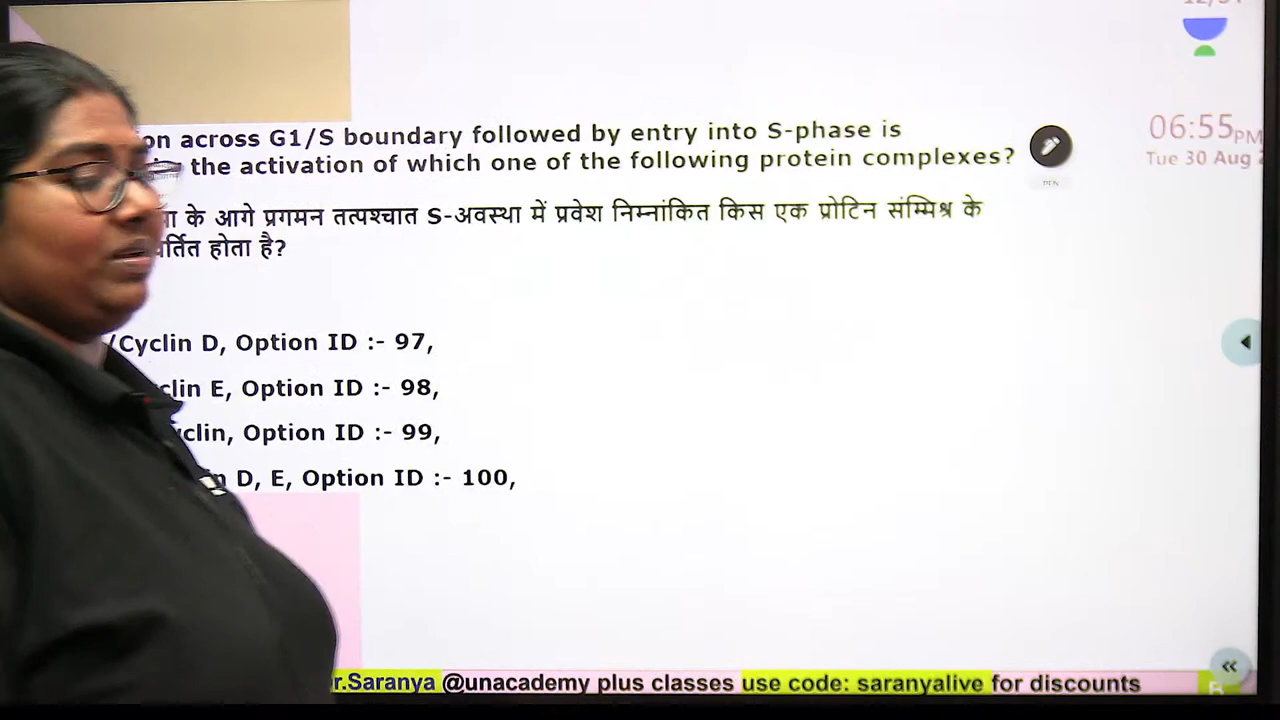 on across G1/S boundary followed by entry into S-phase is
the activation of which one of the following protein complexes?
के आगे प्रगमन तत्पश्चात S-अवस्था में प्रवेश निम्नांकित किस एक प्रोटिन संम्मिश्र के
होता है?
/Cyclin D, Option ID :- 97,
clin E, Option ID :- 98,
clin, Option ID :- 99,
D, E, Option ID :- 100,
06:55PM
Tue 30 Aug
PEN
r.Saranya @unacademy plus classes use code: saranyalive for discounts